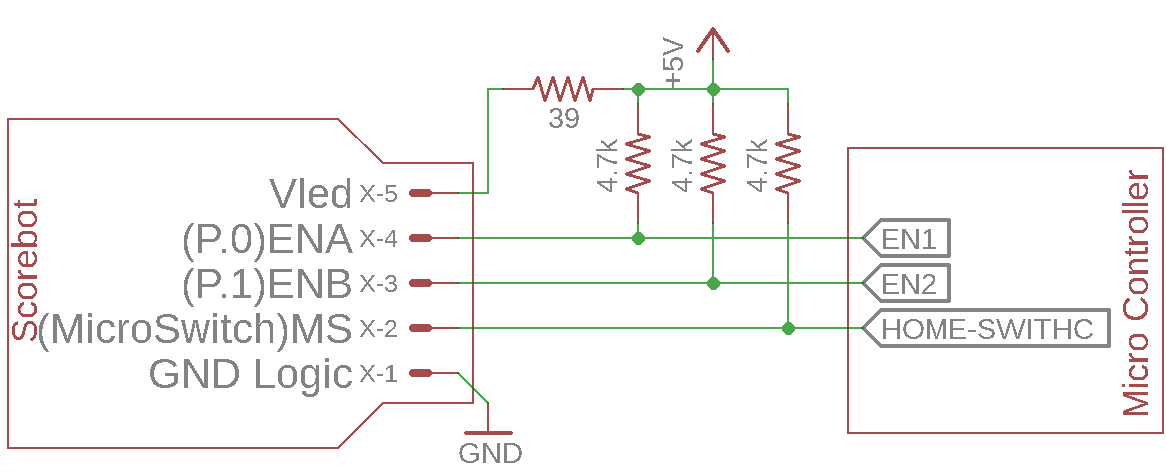 +5V
39
4.7k
4.7k
4.7k
Scorebot
Vled X-5
(P.0)ENA X-4
(P.1)ENB X-3
(MicroSwitch)MS X-2
GND Logic X-1
GND
EN1
EN2
HOME-SWITHC
Micro Controller